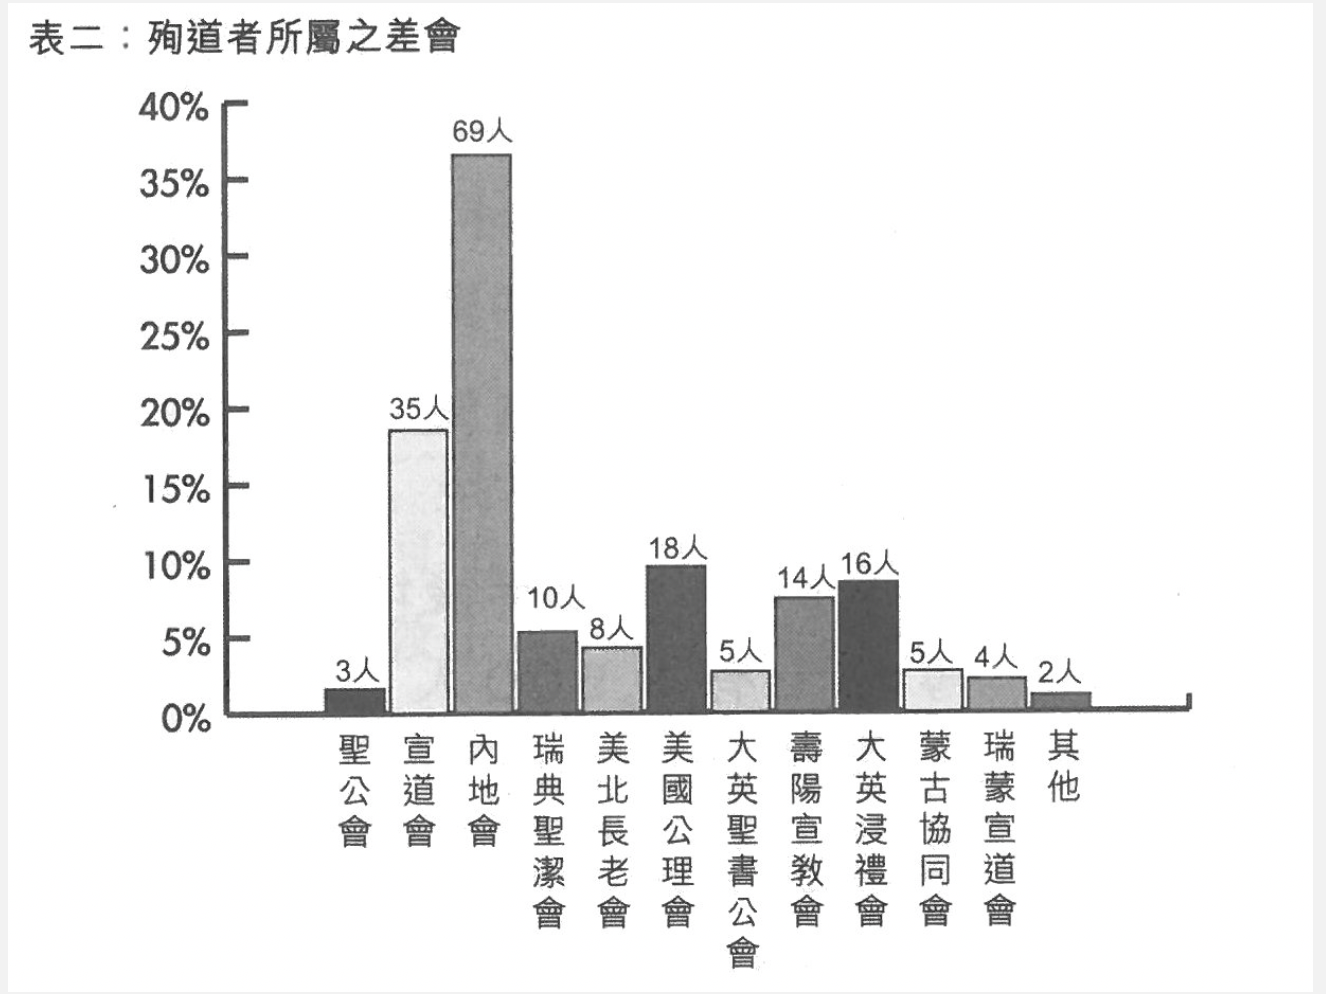 表二：殉道者所屬之差會
40%
35%
30%
25%
20%
15%
10%
5%
0%
3人
35人
69人
10人
8人
18人
5人
14人
16人
5人
4人
2人
聖公會
宣道會
內地會
瑞典聖潔會
美北長老會
美國公理會
大英聖書公會
壽陽宣教會
大英浸禮會
蒙古協同會
瑞蒙宣道會
其他